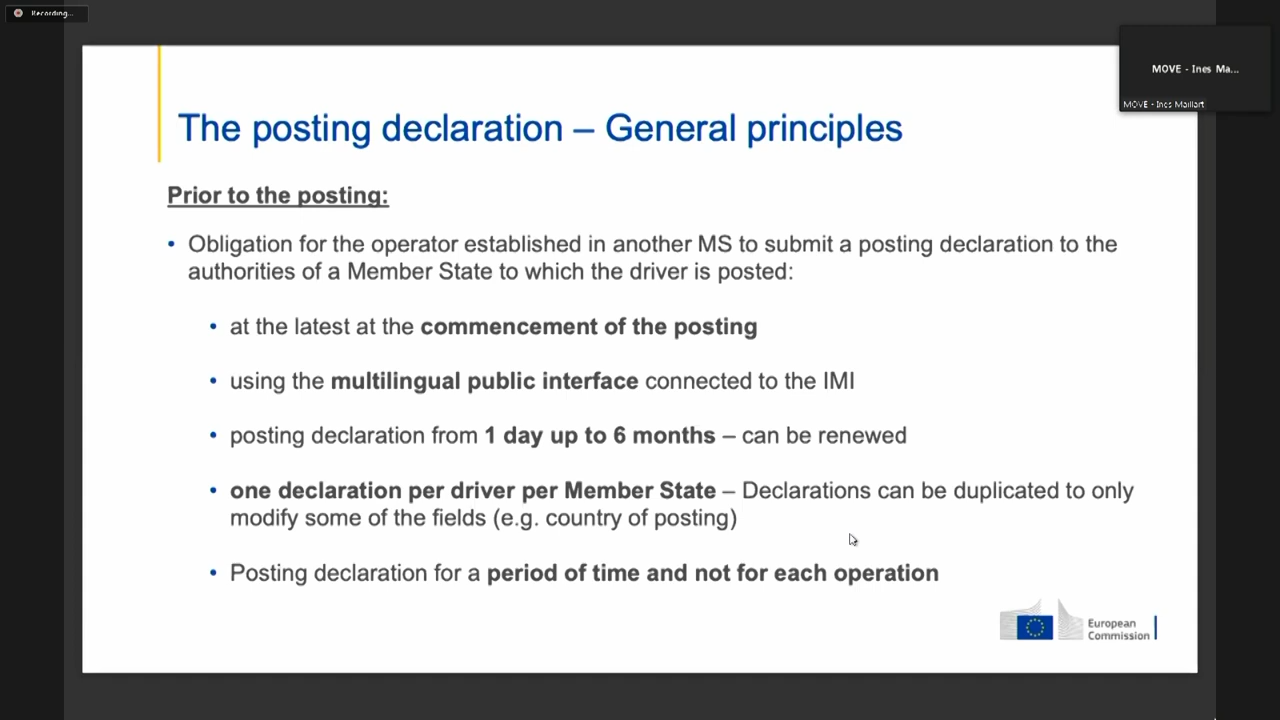 Recording...
MOVE - Ines Ma...
MOVE - Ines Maillart
The posting declaration – General principles
Prior to the posting:
• Obligation for the operator established in another MS to submit a posting declaration to the
authorities of a Member State to which the driver is posted:
• at the latest at the commencement of the posting
• using the multilingual public interface connected to the IMI
• posting declaration from 1 day up to 6 months – can be renewed
• one declaration per driver per Member State – Declarations can be duplicated to only
modify some of the fields (e.g. country of posting)
• Posting declaration for a period of time and not for each operation
European
Commission